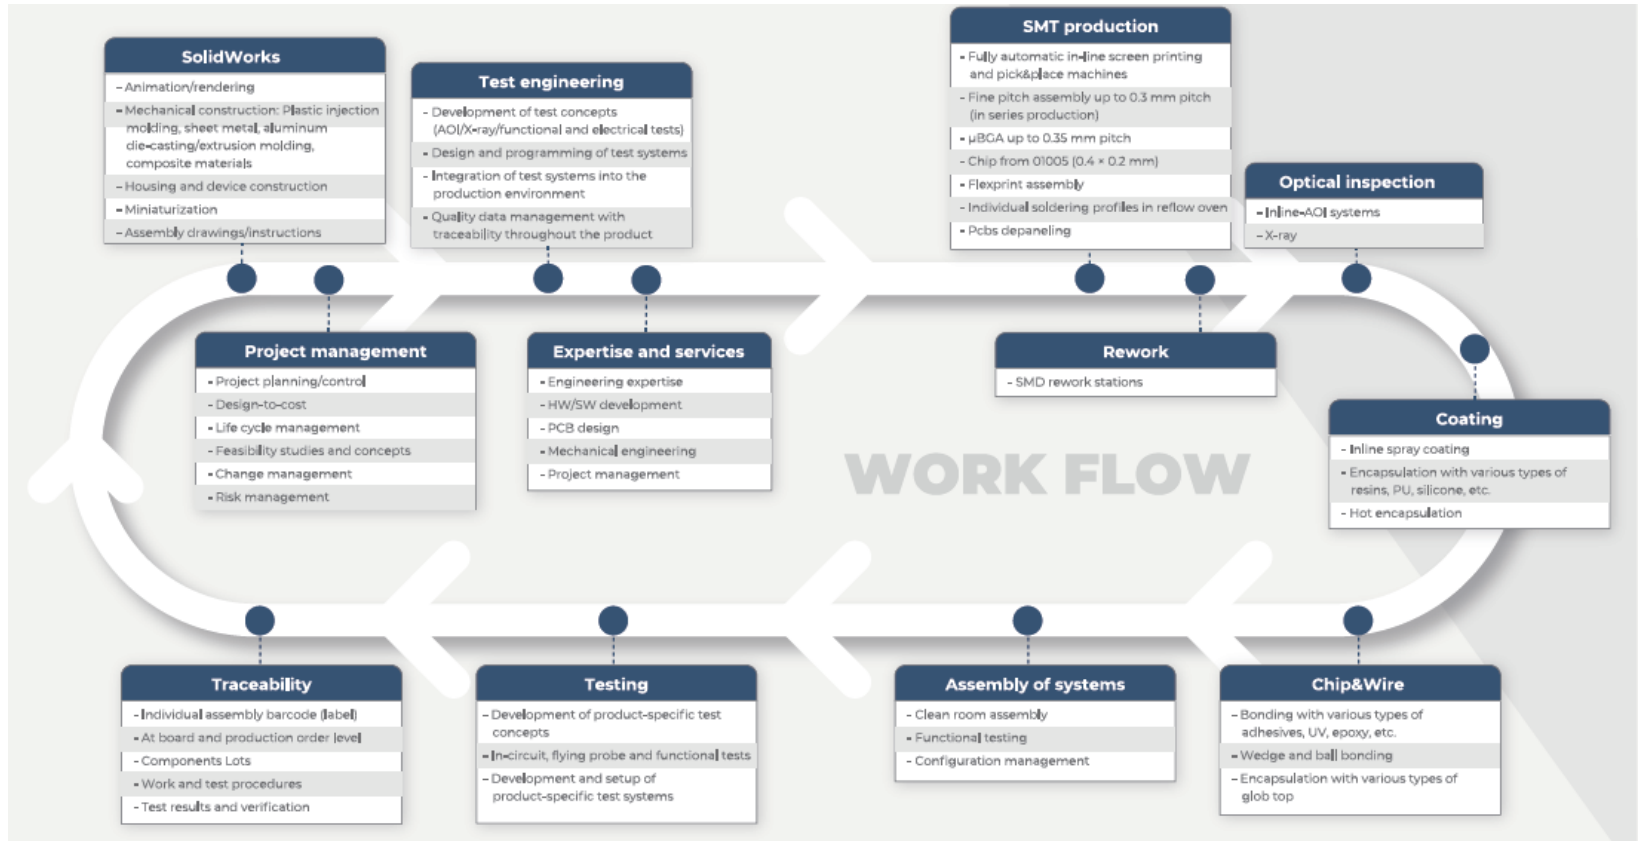 SolidWorks
– Animation/rendering
– Mechanical construction: Plastic injection
molding, sheet metal, aluminum
die-casting/extrusion molding,
composite materials
– Housing and device construction
– Miniaturization
– Assembly drawings/instructions
Test engineering
– Development of test concepts
(AOI/X-ray/functional and electrical tests)
– Design and programming of test systems
– Integration of test systems into the
production environment
– Quality data management with
traceability throughout the product
SMT production
– Fully automatic in-line screen printing
and pick&place machines
– Fine pitch assembly up to 0.3 mm pitch
(in series production)
– µBGA up to 0.35 mm pitch
– Chip from 01005 (0.4 × 0.2 mm)
– Flexprint assembly
– Individual soldering profiles in reflow oven
– Pcbs depaneling
Optical inspection
– Inline-AOI systems
– X-ray
Project management
– Project planning/control
– Design-to-cost
– Life cycle management
– Feasibility studies and concepts
– Change management
– Risk management
Expertise and services
– Engineering expertise
– HW/SW development
– PCB design
– Mechanical engineering
– Project management
Rework
– SMD rework stations
Coating
– Inline spray coating
– Encapsulation with various types of
resins, PU, silicone, etc.
– Hot encapsulation
WORK FLOW
Traceability
– Individual assembly barcode (label)
– At board and production order level
– Components Lots
– Work and test procedures
– Test results and verification
Testing
– Development of product-specific test
concepts
– In-circuit, flying probe and functional tests
– Development and setup of
product-specific test systems
Assembly of systems
– Clean room assembly
– Functional testing
– Configuration management
Chip&Wire
– Bonding with various types of
adhesives, UV, epoxy, etc.
– Wedge and ball bonding
– Encapsulation with various types of
glob top